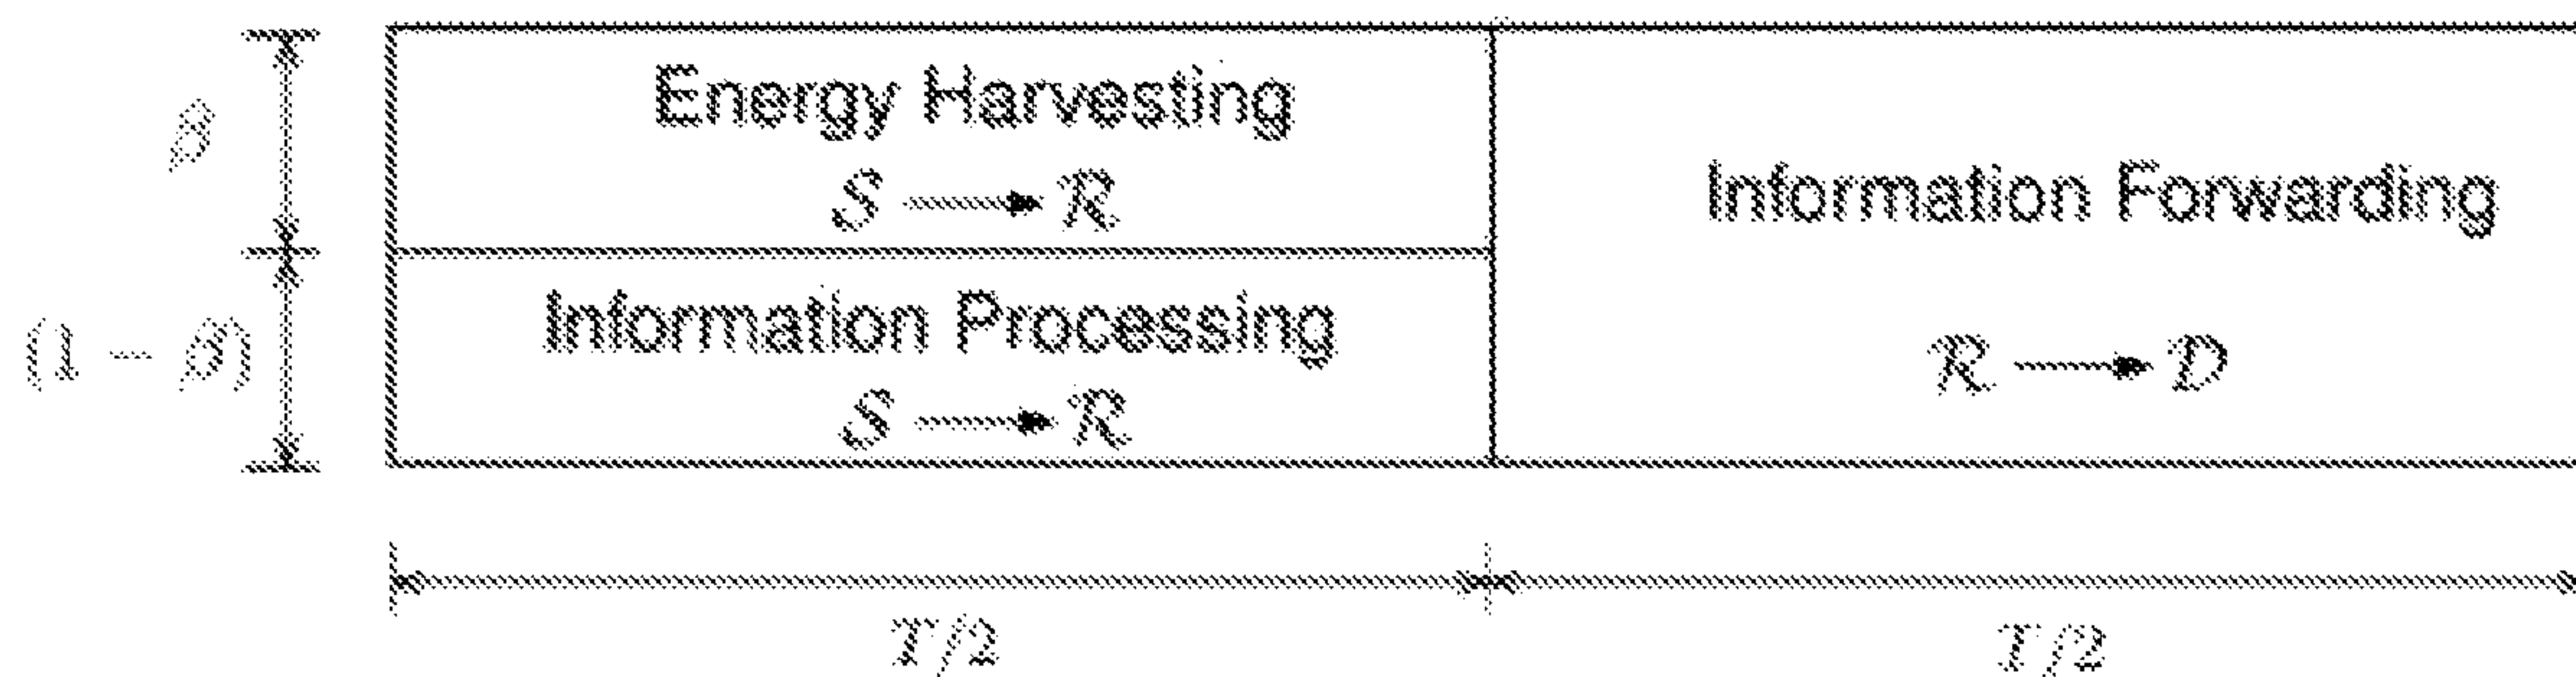 Energy Harvesting
β
S → R
Information Forwarding
Information Processing
(1 − β)
R → D
S → R
T/2
T/2